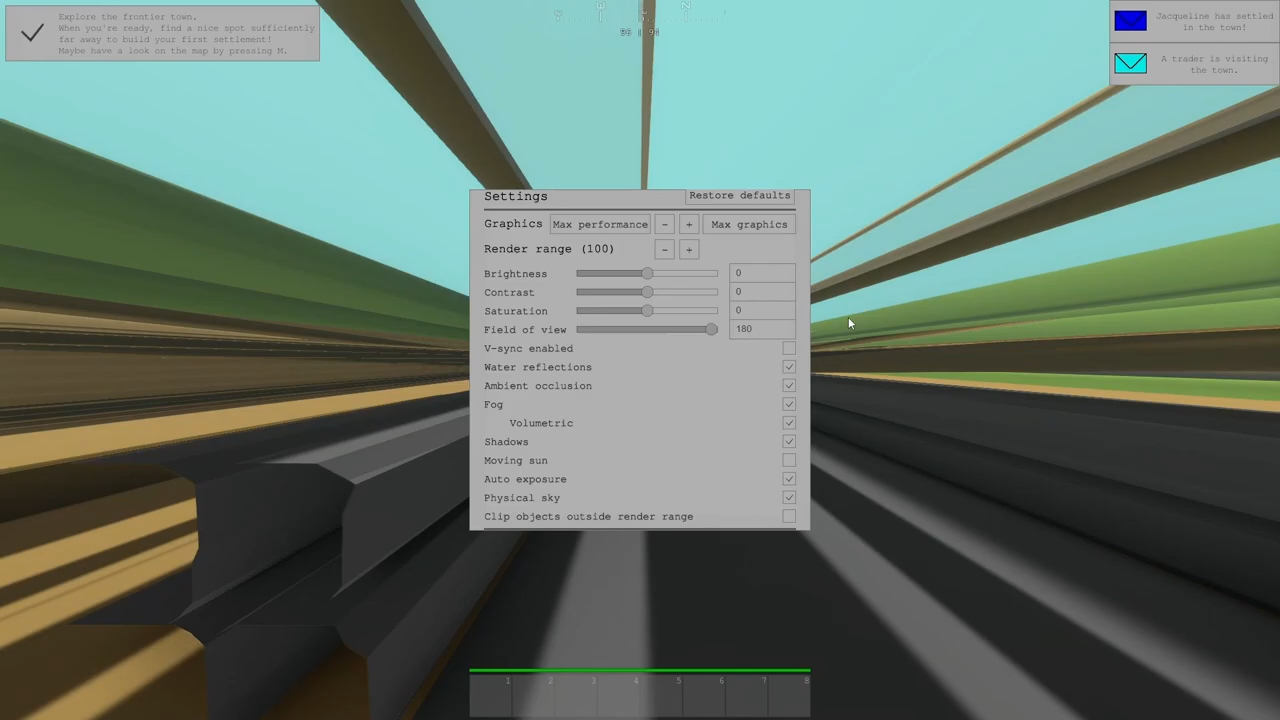 Explore the frontier town.
When you're ready, find a nice spot sufficiently
far away to build your first settlement!
Maybe have a look on the map by pressing M.
W
N
96 | 91
Jacqueline has settled
in the town!
A trader is visiting
the town.
Settings
Restore defaults
Graphics Max performance - + Max graphics
Render range (100) - +
Brightness 0
Contrast 0
Saturation 0
Field of view 180
V-sync enabled
Water reflections
Ambient occlusion
Fog
Volumetric
Shadows
Moving sun
Auto exposure
Physical sky
Clip objects outside render range
1 2 3 4 5 6 7 8